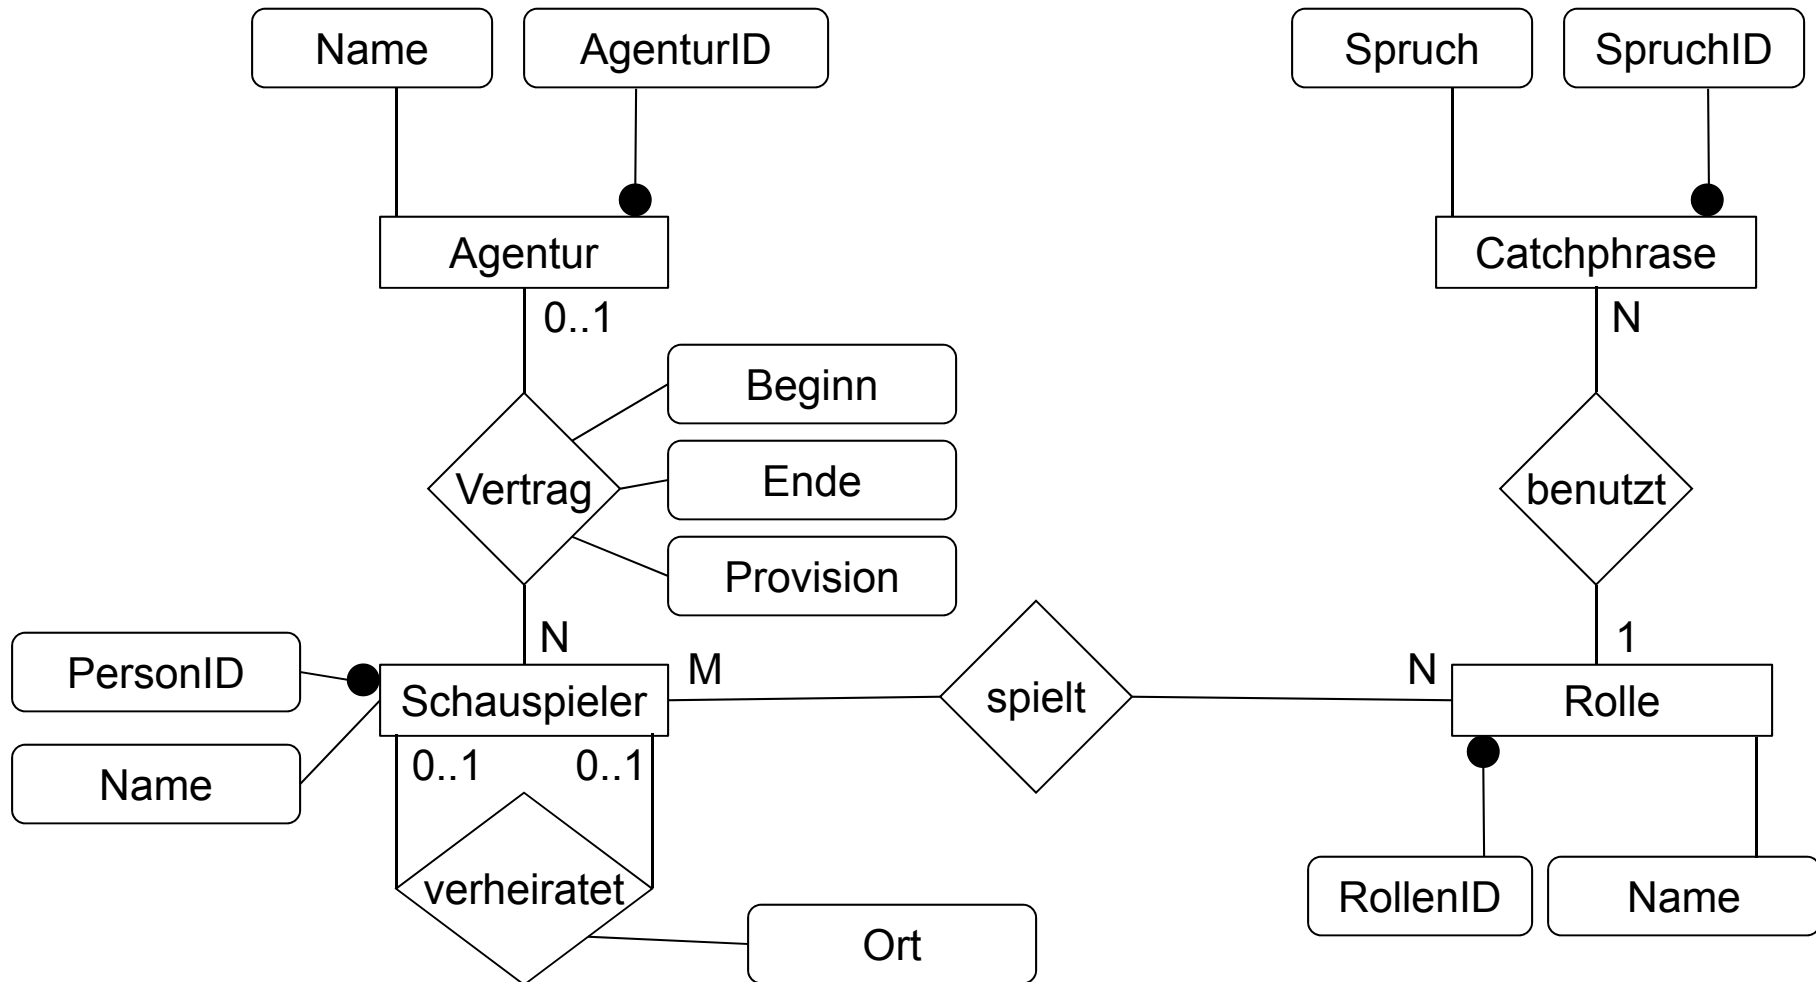 Name
AgenturID
Spruch
SpruchID
Agentur
Catchphrase
0..1
N
Beginn
Ende
Vertrag
benutzt
Provision
N
1
PersonID
M
N
Schauspieler
spielt
Rolle
0..1
0..1
Name
verheiratet
RollenID
Name
Ort